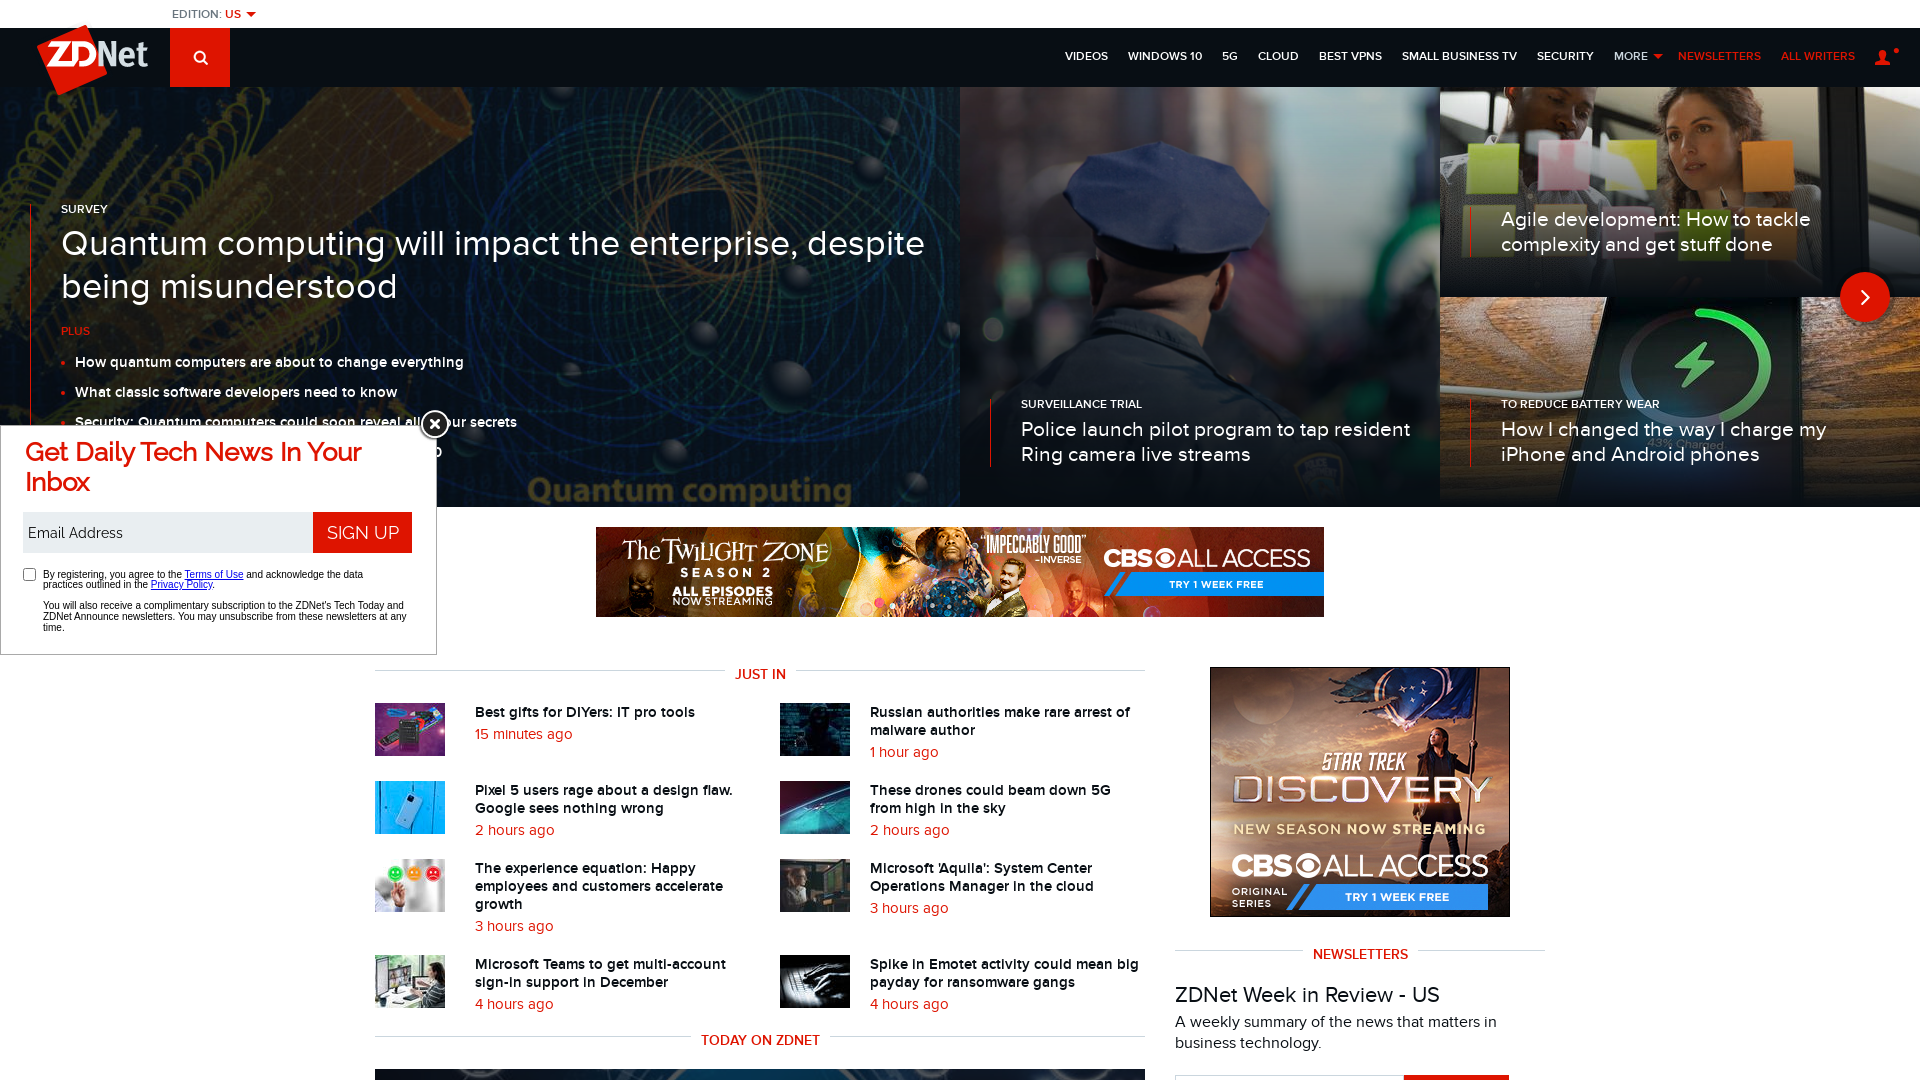 EDITION: US
ZDNet
VIDEOS
WINDOWS 10
5G
CLOUD
BEST VPNS
SMALL BUSINESS TV
SECURITY
MORE
NEWSLETTERS
ALL WRITERS
SURVEY
Quantum computing will impact the enterprise, despite
being misunderstood
PLUS
How quantum computers are about to change everything
What classic software developers need to know
Security: Quantum computers could soon reveal all our secrets
Quantum computing
SURVEILLANCE TRIAL
Police launch pilot program to tap resident
Ring camera live streams
Agile development: How to tackle
complexity and get stuff done
TO REDUCE BATTERY WEAR
How I changed the way I charge my
iPhone and Android phones
43% Charged
Get Daily Tech News In Your
Inbox
Email Address
SIGN UP
By registering, you agree to the Terms of Use and acknowledge the data
practices outlined in the Privacy Policy.
You will also receive a complimentary subscription to the ZDNet's Tech Today and
ZDNet Announce newsletters. You may unsubscribe from these newsletters at any
time.
THE TWILIGHT ZONE
SEASON 2
ALL EPISODES
NOW STREAMING
"IMPECCABLY GOOD"
–INVERSE
CBS ALL ACCESS
TRY 1 WEEK FREE
JUST IN
Best gifts for DIYers: IT pro tools
15 minutes ago
Russian authorities make rare arrest of
malware author
1 hour ago
Pixel 5 users rage about a design flaw.
Google sees nothing wrong
2 hours ago
These drones could beam down 5G
from high in the sky
2 hours ago
The experience equation: Happy
employees and customers accelerate
growth
3 hours ago
Microsoft 'Aquila': System Center
Operations Manager in the cloud
3 hours ago
Microsoft Teams to get multi-account
sign-in support in December
4 hours ago
Spike in Emotet activity could mean big
payday for ransomware gangs
4 hours ago
TODAY ON ZDNET
STAR TREK
DISCOVERY
NEW SEASON NOW STREAMING
CBS ALL ACCESS
ORIGINAL
SERIES
TRY 1 WEEK FREE
NEWSLETTERS
ZDNet Week in Review - US
A weekly summary of the news that matters in
business technology.